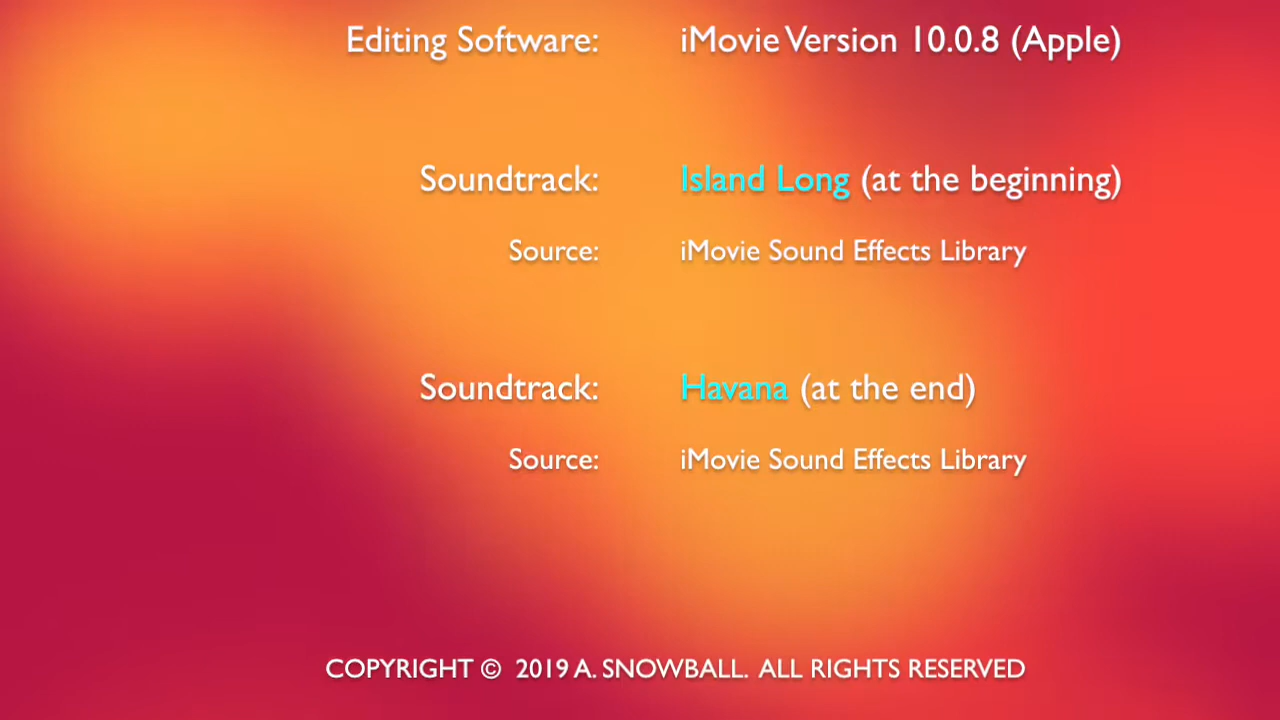 Editing Software: iMovie Version 10.0.8 (Apple)
Soundtrack: Island Long (at the beginning)
Source: iMovie Sound Effects Library
Soundtrack: Havana (at the end)
Source: iMovie Sound Effects Library
COPYRIGHT © 2019 A. SNOWBALL. ALL RIGHTS RESERVED